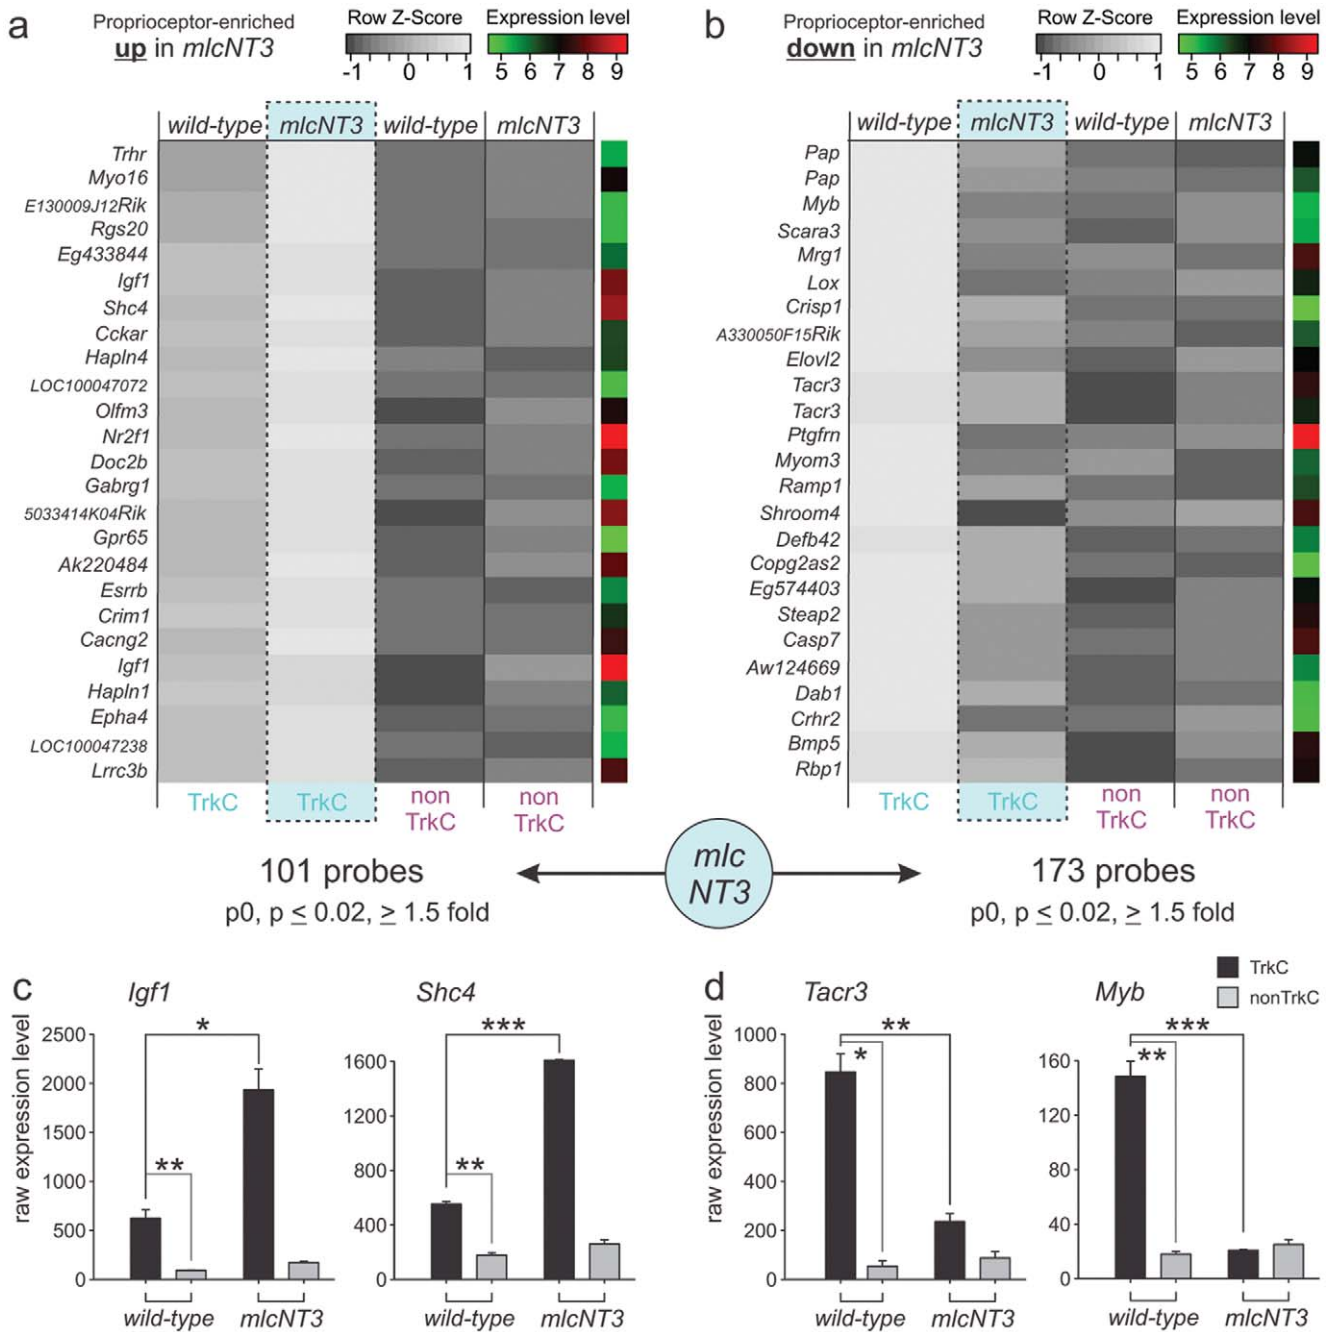 a
Proprioceptor-enriched
up in mlcNT3
Row Z-Score
-1 0 1
Expression level
5 6 7 8 9
wild-type mlcNT3 wild-type mlcNT3
Trhr
Myo16
E130009J12Rik
Rgs20
Eg433844
Igf1
Shc4
Cckar
Hapln4
LOC100047072
Olfm3
Nr2f1
Doc2b
Gabrg1
5033414K04Rik
Gpr65
Ak220484
Esrrb
Crim1
Cacng2
Igf1
Hapln1
Epha4
LOC100047238
Lrrc3b
TrkC TrkC non TrkC non TrkC
101 probes
p0, p ≤ 0.02, ≥ 1.5 fold
b
Proprioceptor-enriched
down in mlcNT3
Row Z-Score
-1 0 1
Expression level
5 6 7 8 9
wild-type mlcNT3 wild-type mlcNT3
Pap
Pap
Myb
Scara3
Mrg1
Lox
Crisp1
A330050F15Rik
Elovl2
Tacr3
Tacr3
Ptgfrn
Myom3
Ramp1
Shroom4
Defb42
Copg2as2
Eg574403
Steap2
Casp7
Aw124669
Dab1
Crhr2
Bmp5
Rbp1
TrkC TrkC non TrkC non TrkC
mlc
NT3
173 probes
p0, p ≤ 0.02, ≥ 1.5 fold
c
Igf1
raw expression level
2500
2000
1500
1000
500
0
*
**
wild-type mlcNT3
Shc4
1600
1200
800
400
0
***
**
wild-type mlcNT3
d
Tacr3
raw expression level
1000
800
600
400
200
0
**
*
wild-type mlcNT3
Myb
160
120
80
40
0
***
**
wild-type mlcNT3
TrkC
nonTrkC